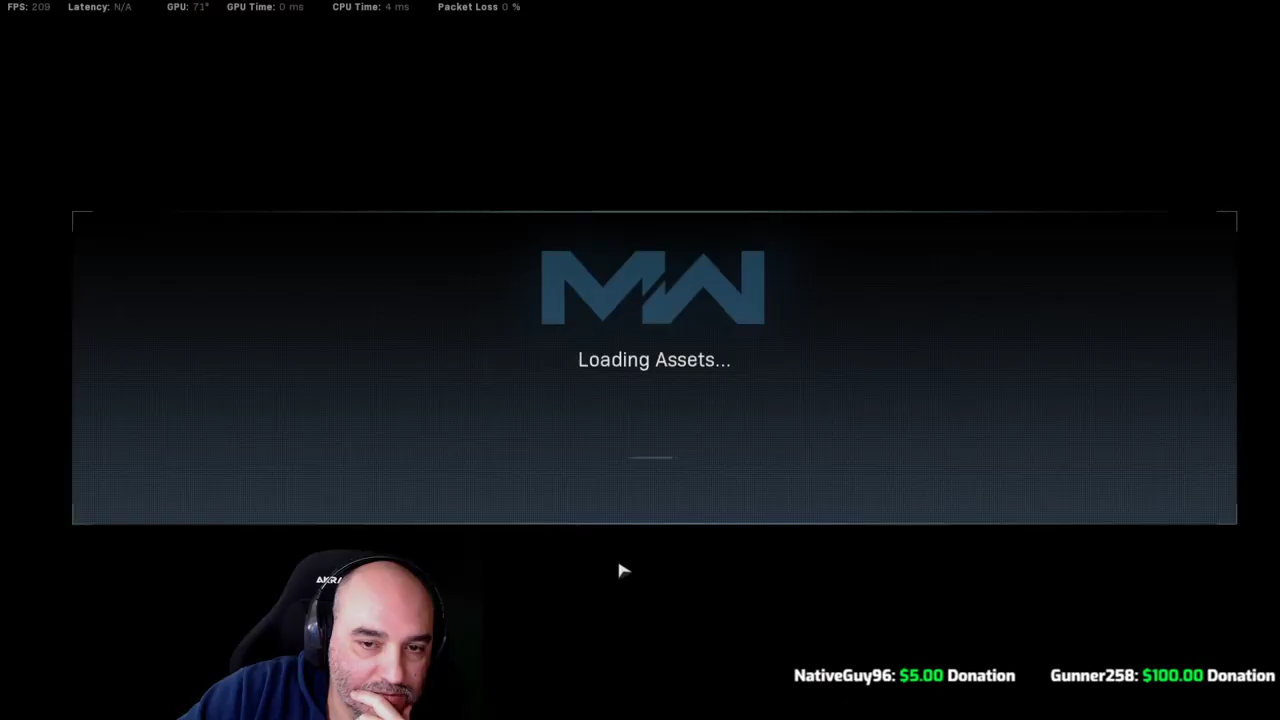 FPS: 209 Latency: N/A GPU: 71° GPU Time: 0 ms CPU Time: 4 ms Packet Loss 0 %
MW
Loading Assets...
AKRA
NativeGuy96: $5.00 Donation Gunner258: $100.00 Donation